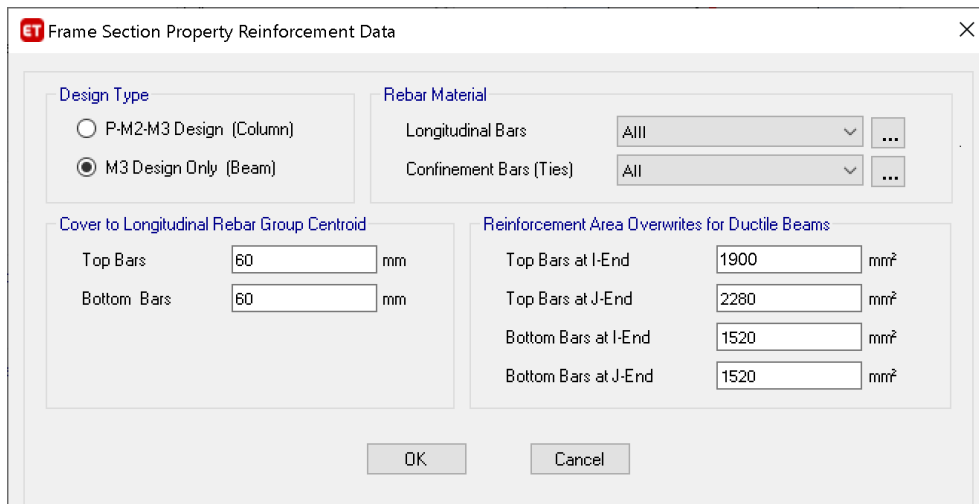 ET Frame Section Property Reinforcement Data
Design Type
P-M2-M3 Design (Column)
M3 Design Only (Beam)
Rebar Material
Longitudinal Bars AIII ...
Confinement Bars (Ties) AII ...
Cover to Longitudinal Rebar Group Centroid
Top Bars 60 mm
Bottom Bars 60 mm
Reinforcement Area Overwrites for Ductile Beams
Top Bars at I-End 1900 mm²
Top Bars at J-End 2280 mm²
Bottom Bars at I-End 1520 mm²
Bottom Bars at J-End 1520 mm²
OK Cancel